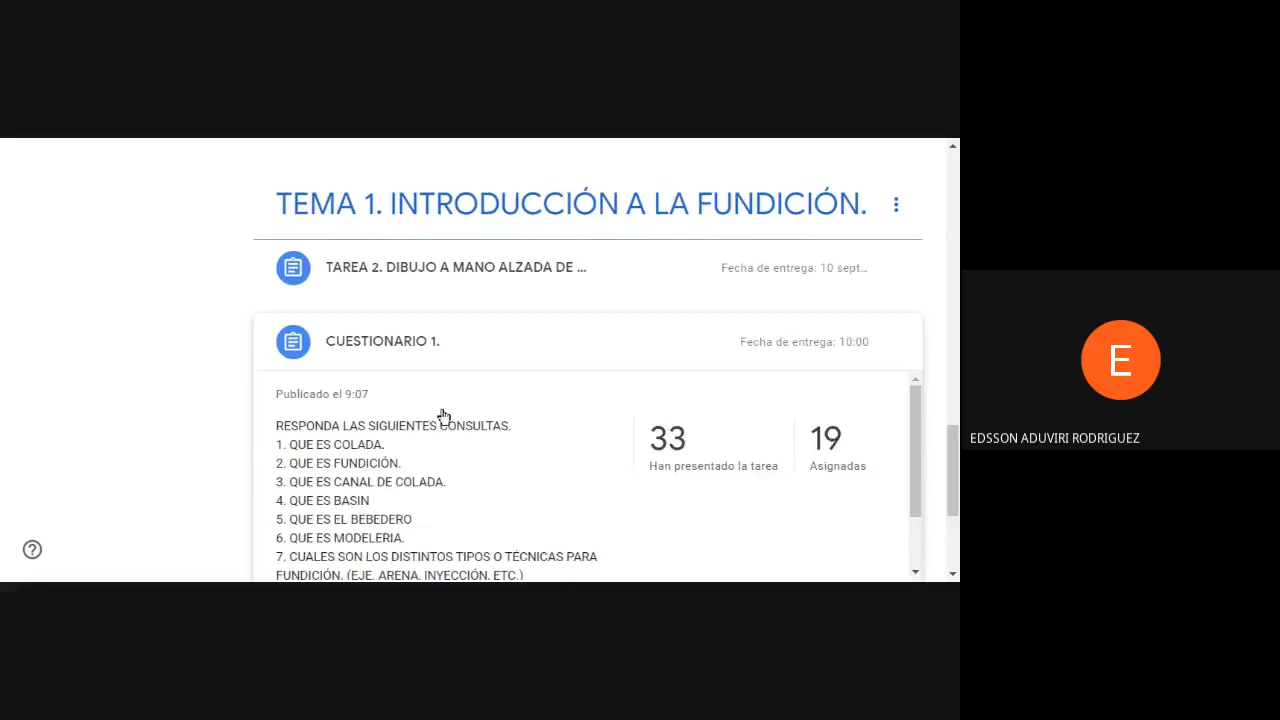 TEMA 1. INTRODUCCIÓN A LA FUNDICIÓN.
TAREA 2. DIBUJO A MANO ALZADA DE ...
Fecha de entrega: 10 sept...
CUESTIONARIO 1.
Fecha de entrega: 10:00
Publicado el 9:07
RESPONDA LAS SIGUIENTES CONSULTAS.
1. QUE ES COLADA.
2. QUE ES FUNDICIÓN.
3. QUE ES CANAL DE COLADA.
4. QUE ES BASIN
5. QUE ES EL BEBEDERO
6. QUE ES MODELERIA.
7. CUALES SON LOS DISTINTOS TIPOS O TÉCNICAS PARA
FUNDICIÓN. (EJE. ARENA. INYECCIÓN. ETC.)
33
Han presentado la tarea
19
Asignadas
E
EDSSON ADUVIRI RODRIGUEZ